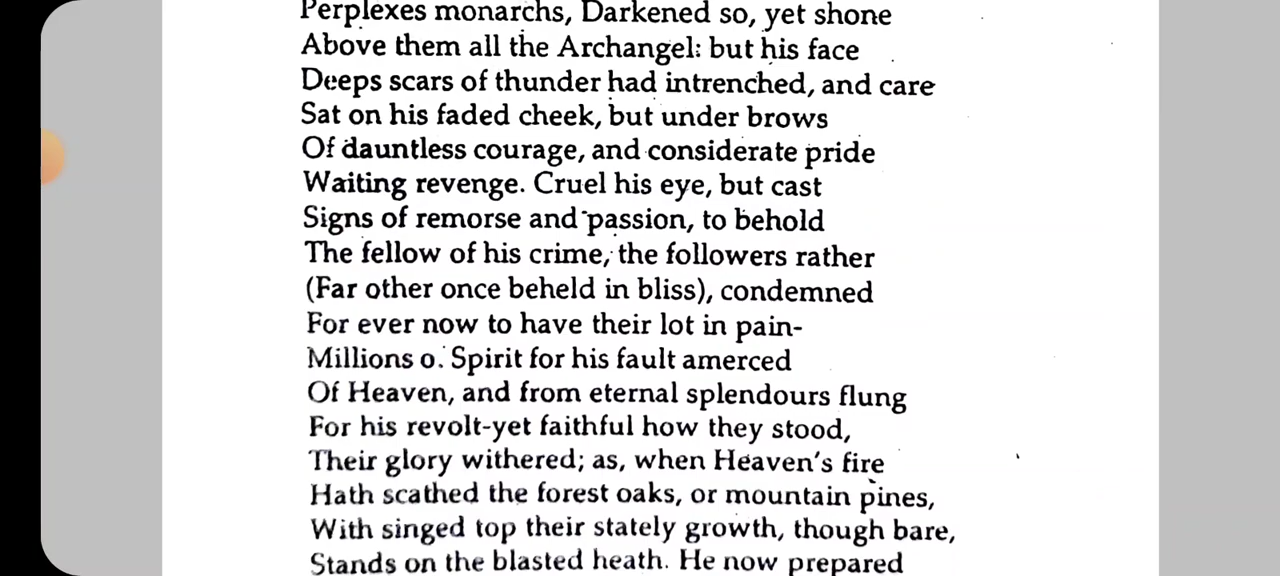 Perplexes monarchs, Darkened so, yet shone
Above them all the Archangel: but his face
Deeps scars of thunder had intrenched, and care
Sat on his faded cheek, but under brows
Of dauntless courage, and considerate pride
Waiting revenge. Cruel his eye, but cast
Signs of remorse and passion, to behold
The fellow of his crime, the followers rather
(Far other once beheld in bliss), condemned
For ever now to have their lot in pain-
Millions o. Spirit for his fault amerced
Of Heaven, and from eternal splendours flung
For his revolt-yet faithful how they stood,
Their glory withered; as, when Heaven's fire
Hath scathed the forest oaks, or mountain pines,
With singed top their stately growth, though bare,
Stands on the blasted heath. He now prepared